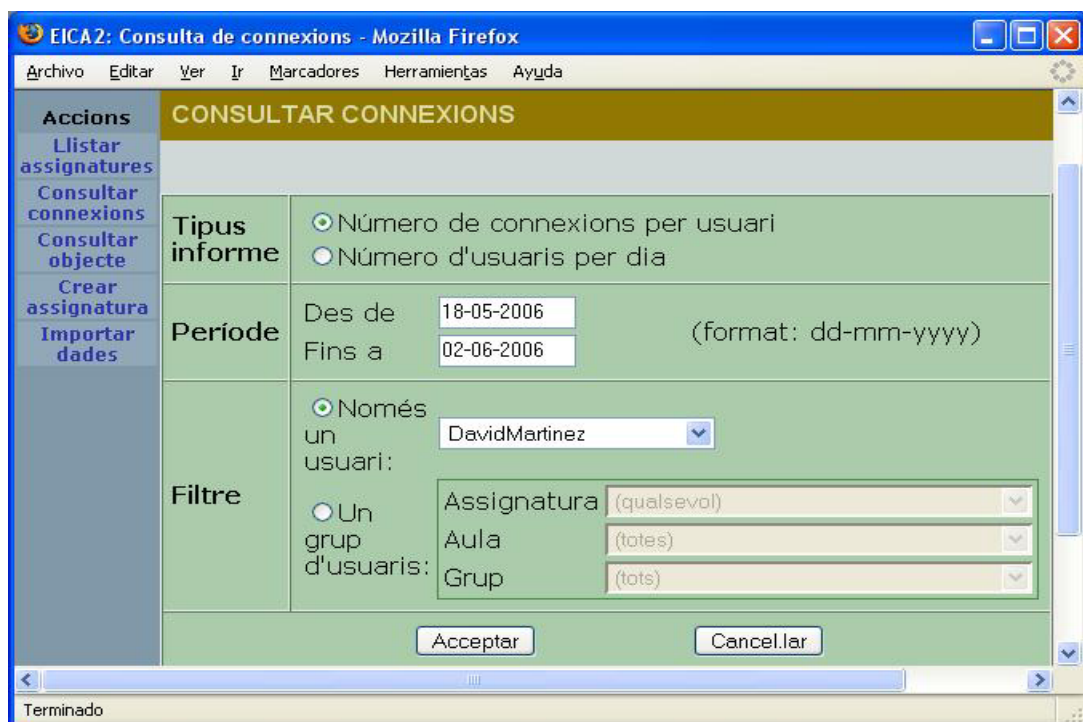 EICA2: Consulta de connexions - Mozilla Firefox
Archivo Editar Ver Ir Marcadores Herramientas Ayuda
Accions
Llistar
assignatures
Consultar
connexions
Consultar
objecte
Crear
assignatura
Importar
dades
CONSULTAR CONNEXIONS
Tipus
informe
Número de connexions per usuari
Número d'usuaris per dia
Període
Des de 18-05-2006
Fins a 02-06-2006
(format: dd-mm-yyyy)
Filtre
Només
un
usuari:
DavidMartinez
Un
grup
d'usuaris:
Assignatura (qualsevol)
Aula (totes)
Grup (tots)
Acceptar Cancel.lar
Terminado